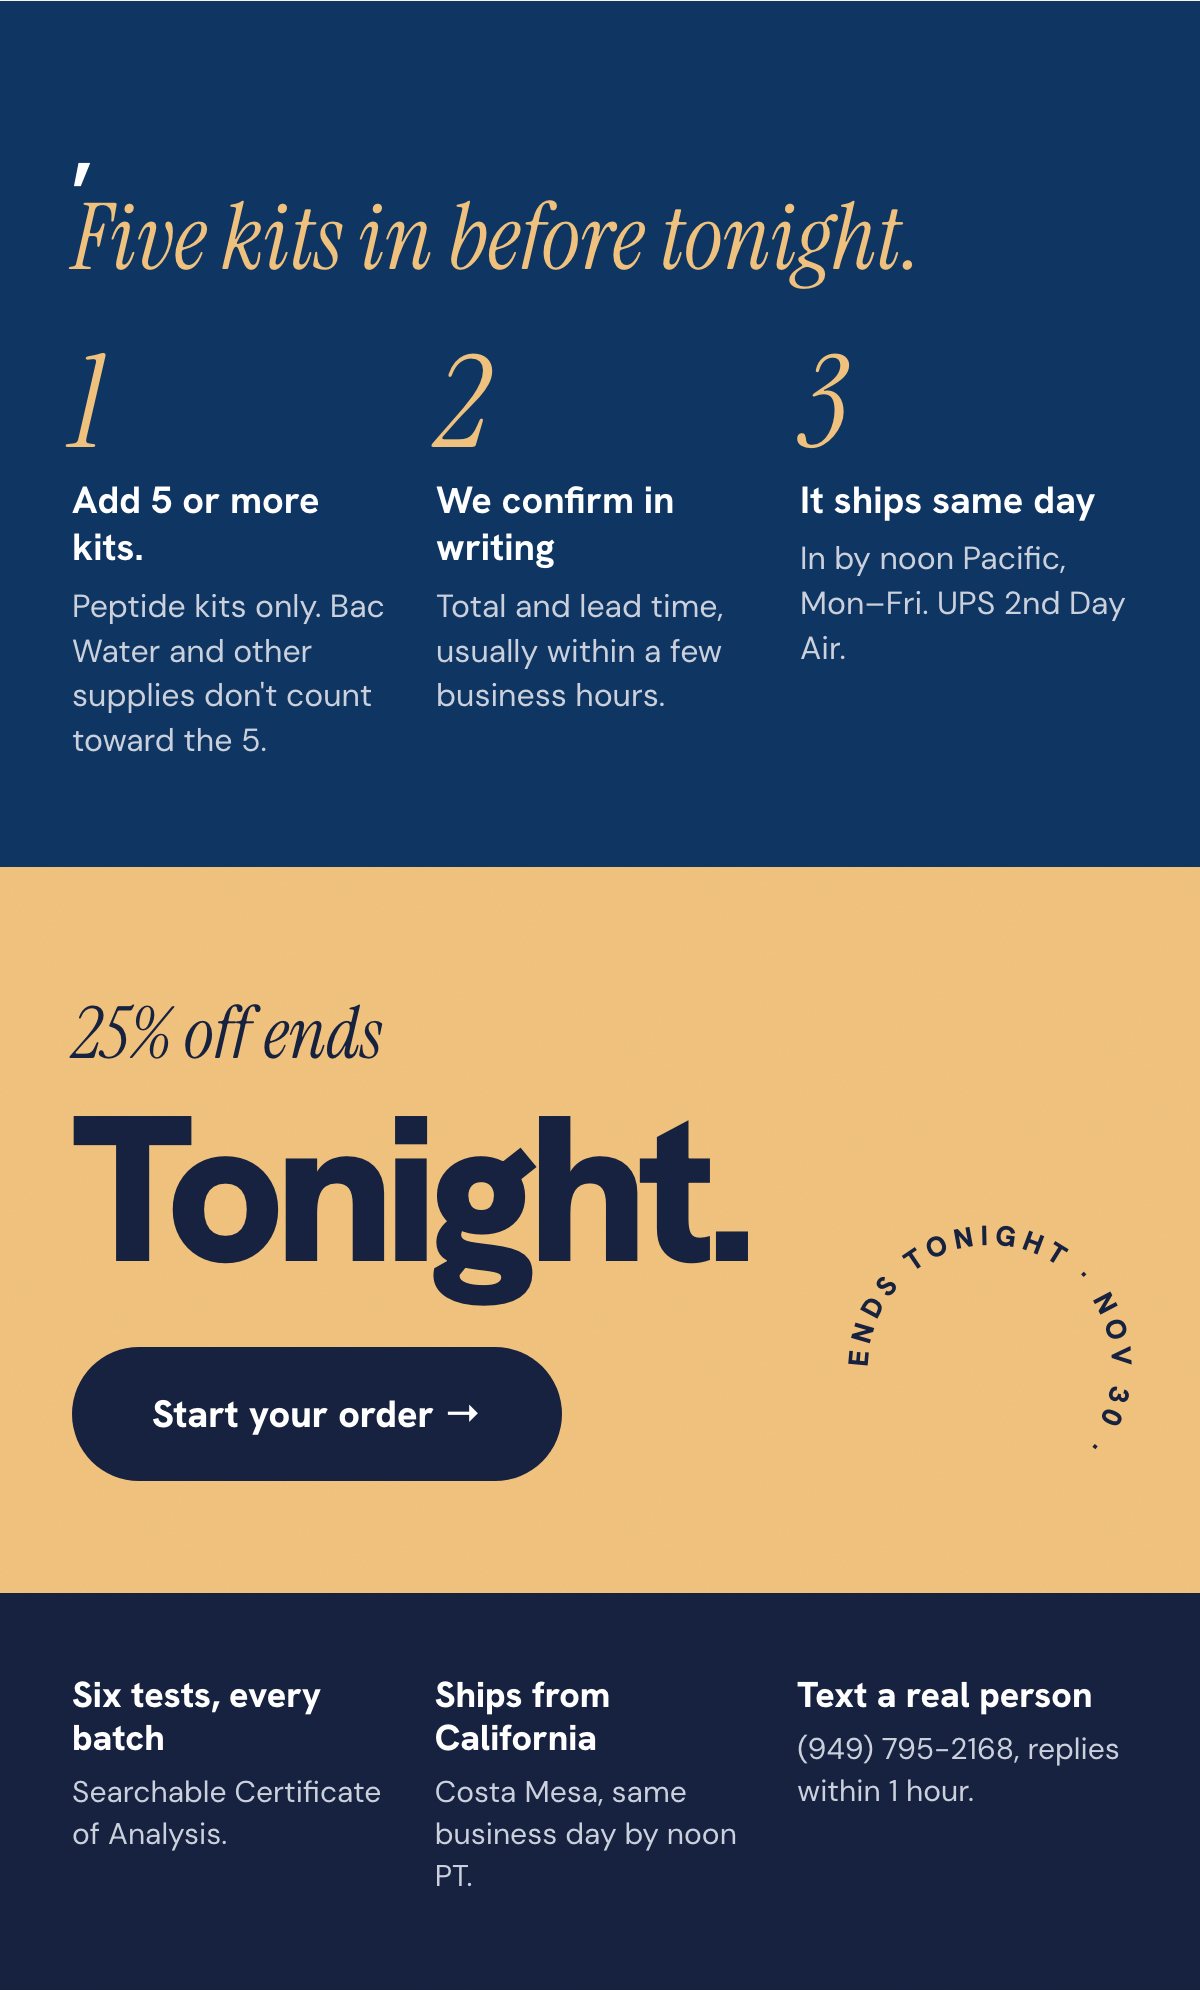 '
Five kits in before tonight.
1
Add 5 or more
kits.
Peptide kits only. Bac
Water and other
supplies don't count
toward the 5.
2
We confirm in
writing
Total and lead time,
usually within a few
business hours.
3
It ships same day
In by noon Pacific,
Mon–Fri. UPS 2nd Day
Air.
25% off ends
Tonight.
Start your order →
ENDS TONIGHT · NOV 30 ·
Six tests, every
batch
Searchable Certificate
of Analysis.
Ships from
California
Costa Mesa, same
business day by noon
PT.
Text a real person
(949) 795-2168, replies
within 1 hour.